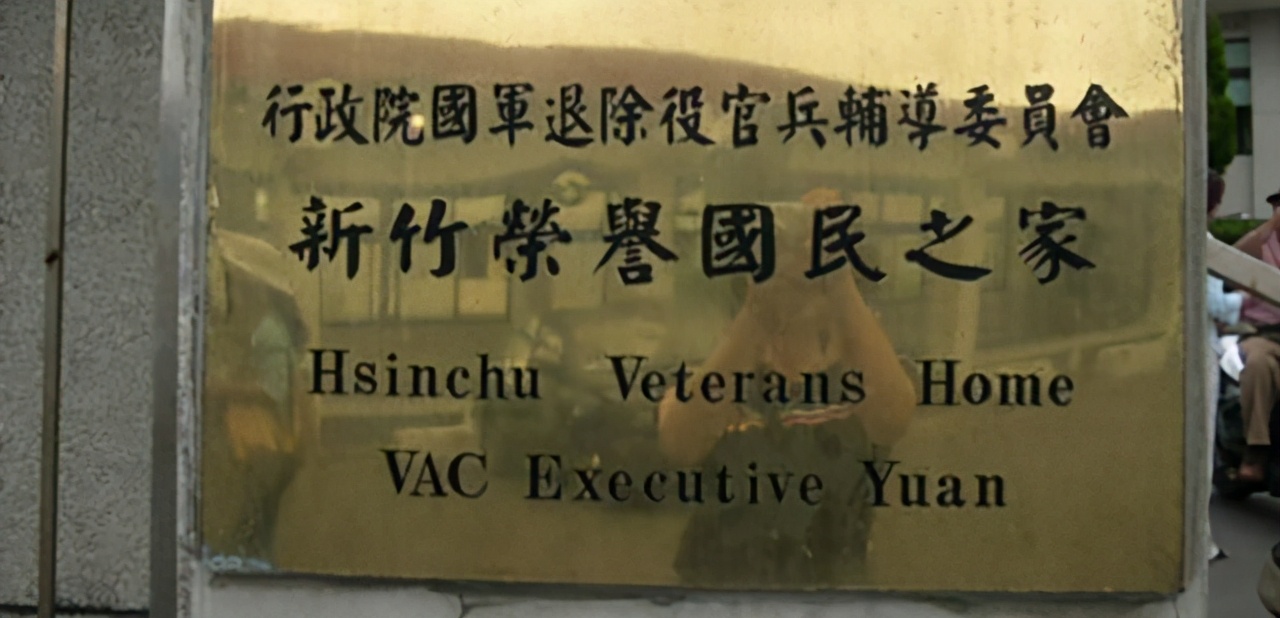 行政院國軍退除役官兵輔導委員會
新竹榮譽國民之家
Hsinchu Veterans Home
VAC Executive Yuan